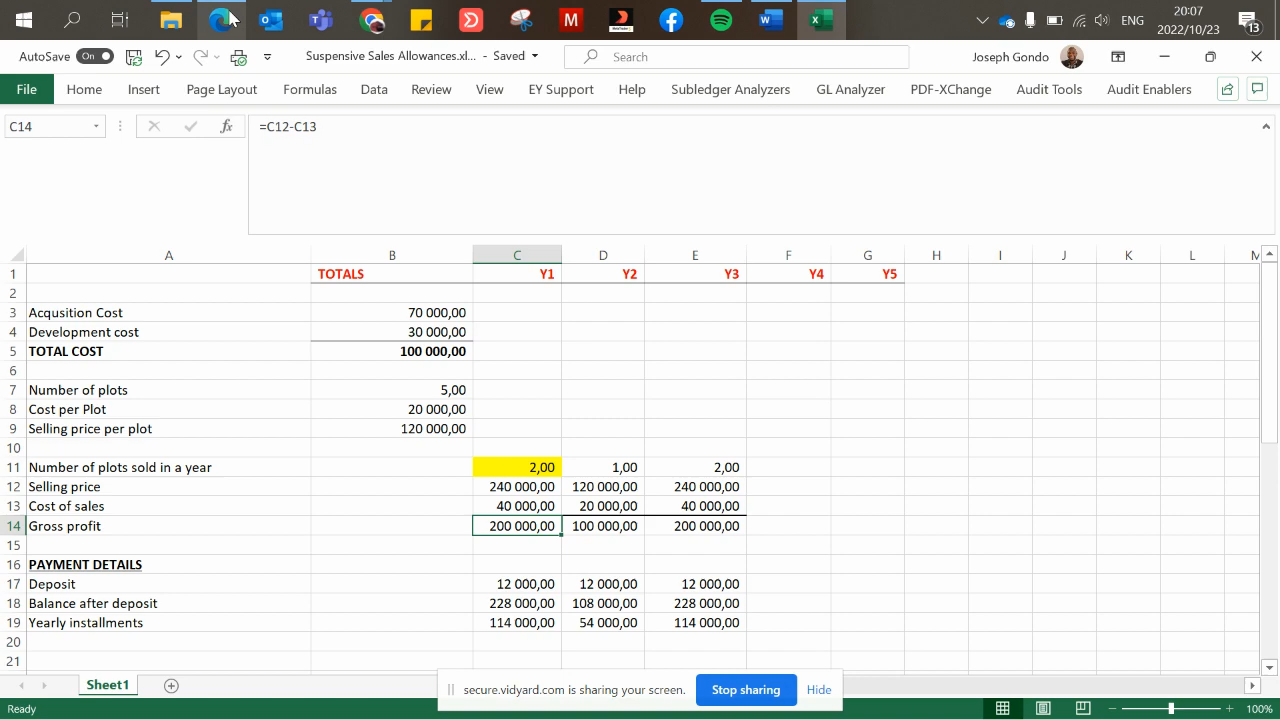 ENG
20:07
2022/10/23
13
AutoSave On
Suspensive Sales Allowances.xl... - Saved
Search
Joseph Gondo
File Home Insert Page Layout Formulas Data Review View EY Support Help Subledger Analyzers GL Analyzer PDF-XChange Audit Tools Audit Enablers
C14 fx =C12-C13
A B C D E F G H I J K L M
1 TOTALS Y1 Y2 Y3 Y4 Y5
2
3 Acqusition Cost 70 000,00
4 Development cost 30 000,00
5 TOTAL COST 100 000,00
6
7 Number of plots 5,00
8 Cost per Plot 20 000,00
9 Selling price per plot 120 000,00
10
11 Number of plots sold in a year 2,00 1,00 2,00
12 Selling price 240 000,00 120 000,00 240 000,00
13 Cost of sales 40 000,00 20 000,00 40 000,00
14 Gross profit 200 000,00 100 000,00 200 000,00
15
16 PAYMENT DETAILS
17 Deposit 12 000,00 12 000,00 12 000,00
18 Balance after deposit 228 000,00 108 000,00 228 000,00
19 Yearly installments 114 000,00 54 000,00 114 000,00
20
21
Sheet1
secure.vidyard.com is sharing your screen. Stop sharing Hide
Ready 100%